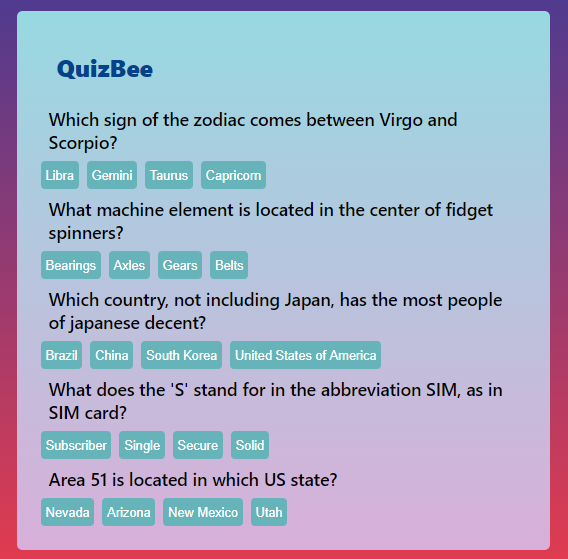 QuizBee
Which sign of the zodiac comes between Virgo and
Scorpio?
Libra Gemini Taurus Capricorn
What machine element is located in the center of fidget
spinners?
Bearings Axles Gears Belts
Which country, not including Japan, has the most people
of japanese decent?
Brazil China South Korea United States of America
What does the 'S' stand for in the abbreviation SIM, as in
SIM card?
Subscriber Single Secure Solid
Area 51 is located in which US state?
Nevada Arizona New Mexico Utah